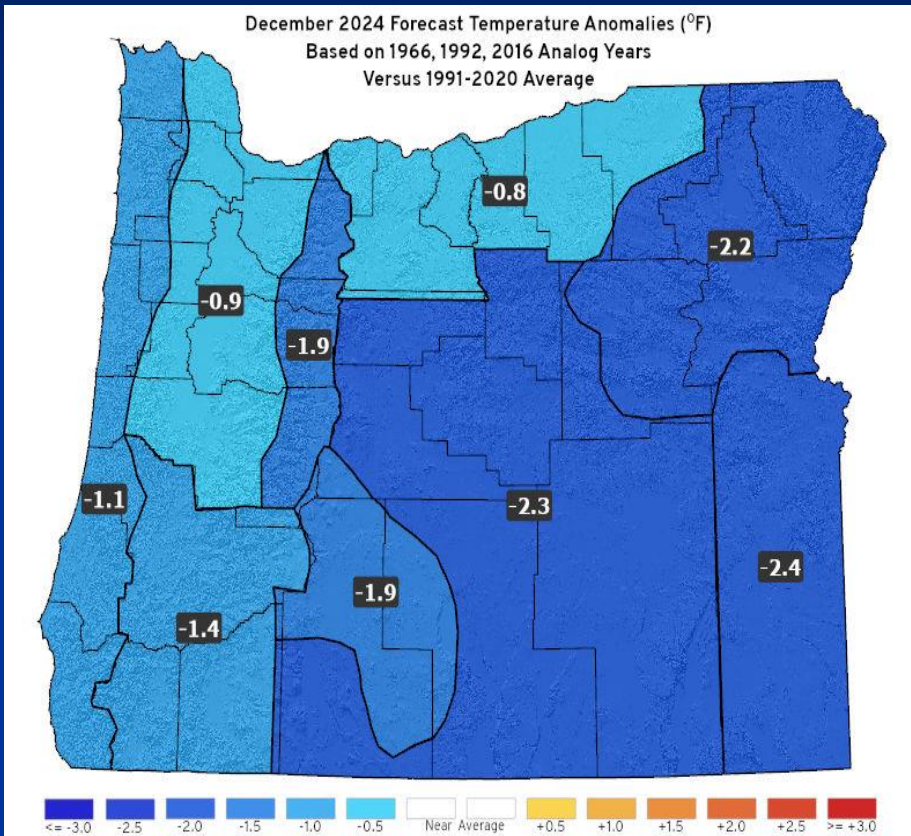 December 2024 Forecast Temperature Anomalies (⁰F)
Based on 1966, 1992, 2016 Analog Years
Versus 1991-2020 Average
-0.8
-2.2
-0.9
-1.9
-1.1
-2.3
-2.4
-1.9
-1.4
<= -3.0 -2.5 -2.0 -1.5 -1.0 -0.5 Near Average +0.5 +1.0 +1.5 +2.0 +2.5 >= +3.0